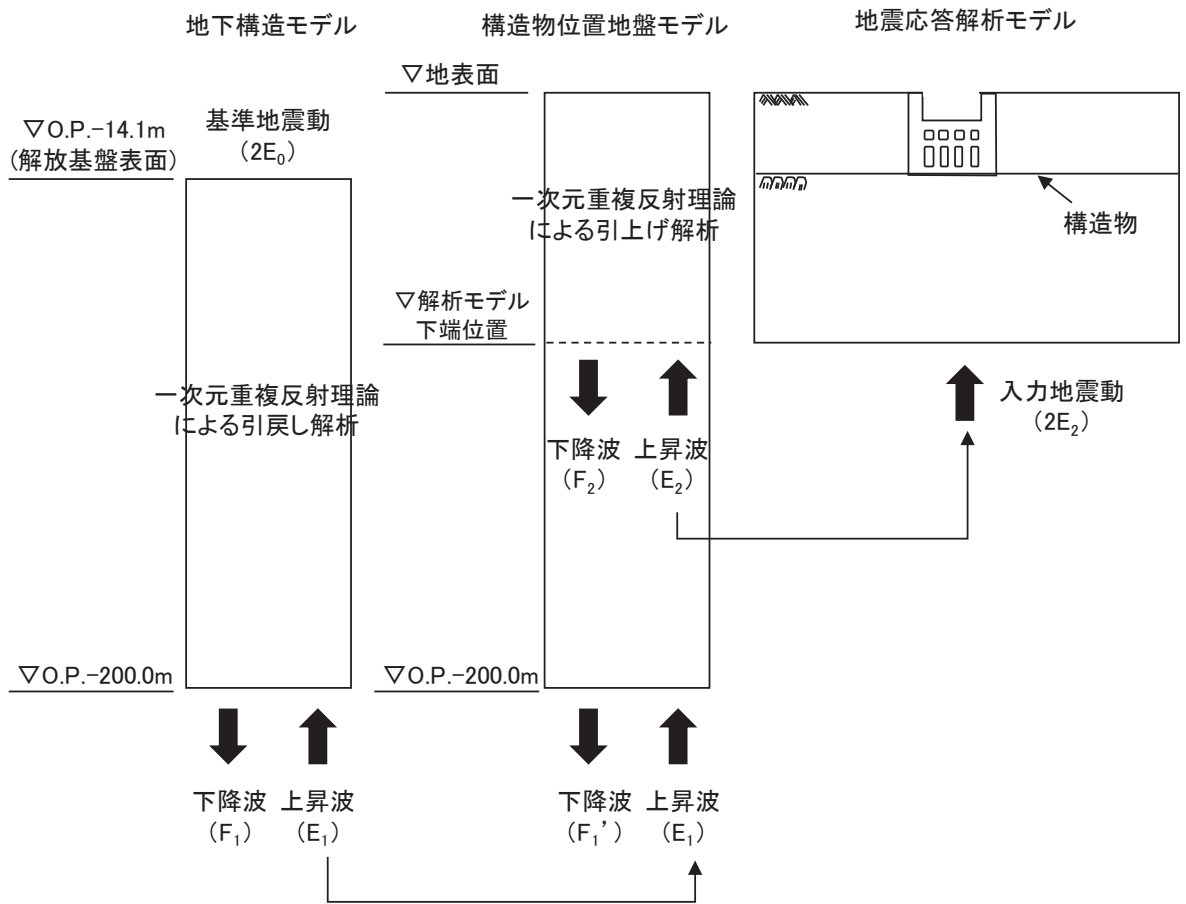 地下構造モデル
▽O.P.-14.1m
(解放基盤表面)
基準地震動
(2E₀)
一次元重複反射理論
による引戻し解析
▽O.P.-200.0m
下降波
(F₁)
上昇波
(E₁)
構造物位置地盤モデル
▽地表面
一次元重複反射理論
による引上げ解析
▽解析モデル
下端位置
下降波
(F₂)
上昇波
(E₂)
▽O.P.-200.0m
下降波
(F₁’)
上昇波
(E₁)
地震応答解析モデル
構造物
入力地震動
(2E₂)